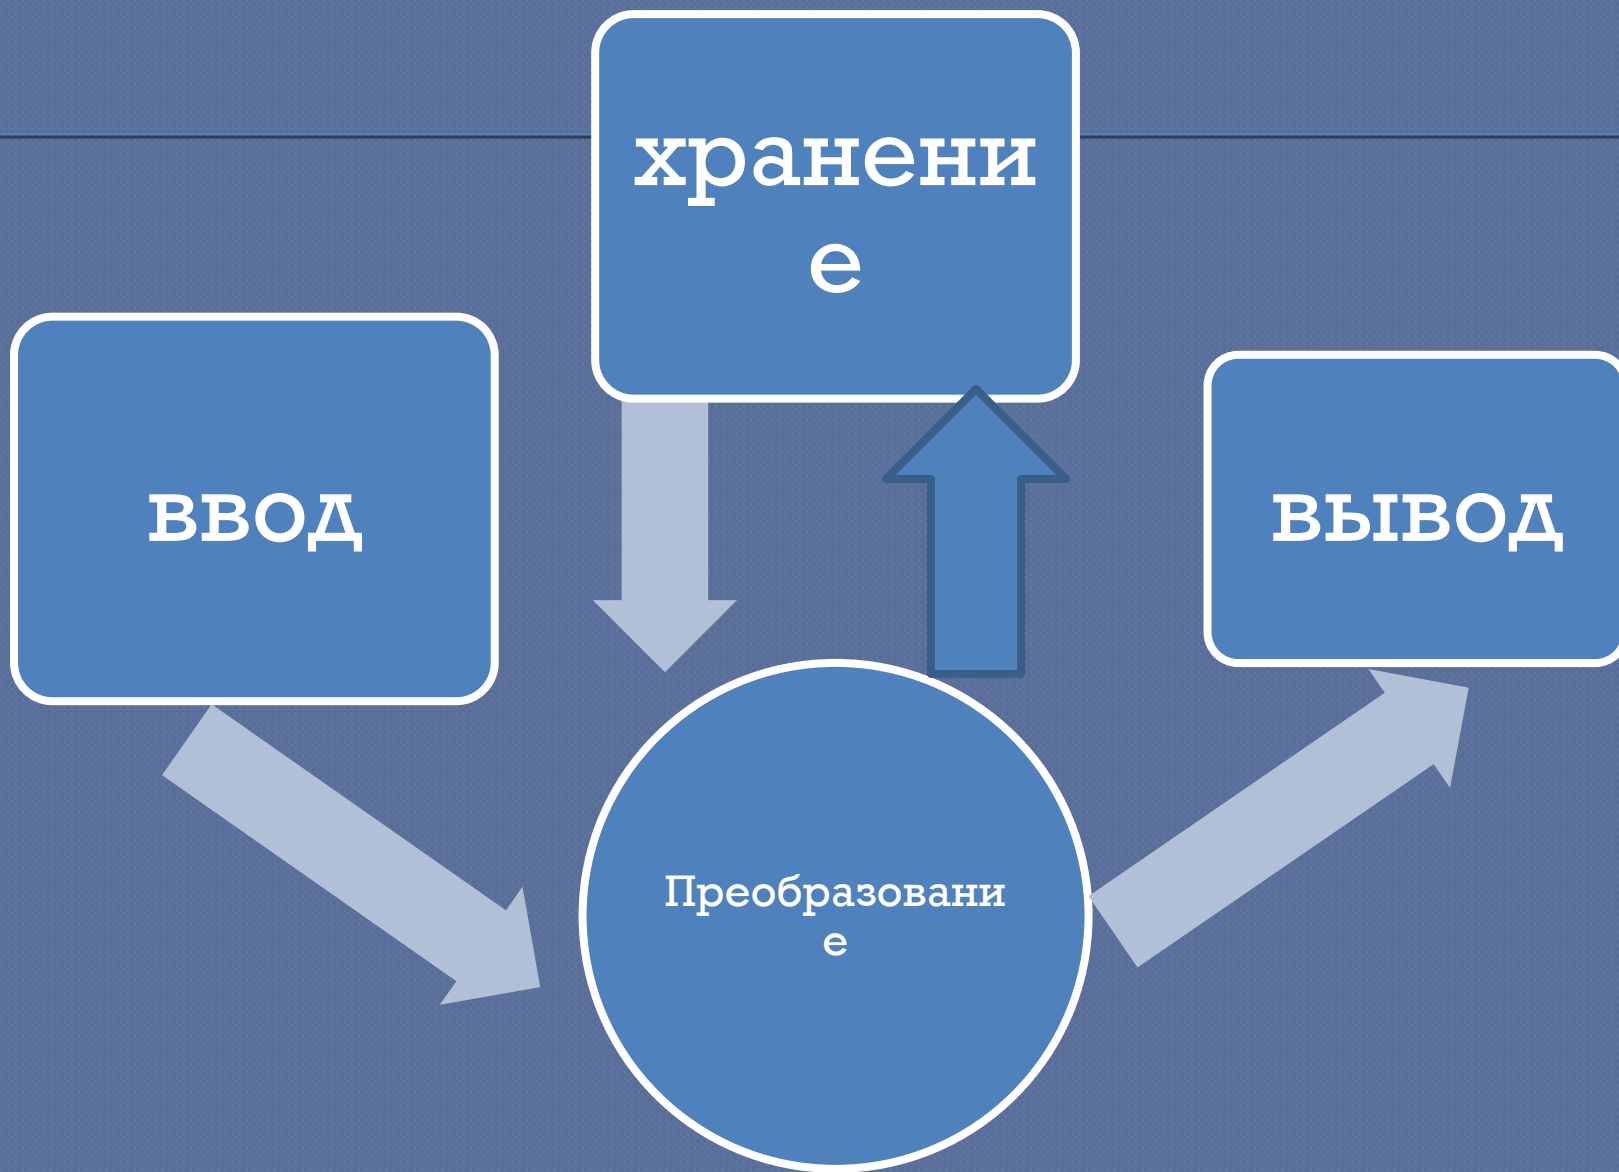 хранени
е
ввод
вывод
Преобразовани
е